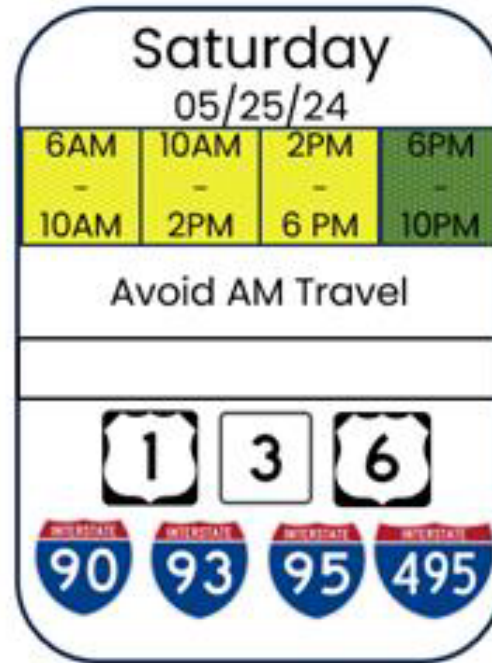 Saturday
05/25/24
6AM 10AM 2PM 6PM
- - - -
10AM 2PM 6 PM 10PM
Avoid AM Travel
1 3 6
INTERSTATE INTERSTATE INTERSTATE INTERSTATE
90 93 95 495